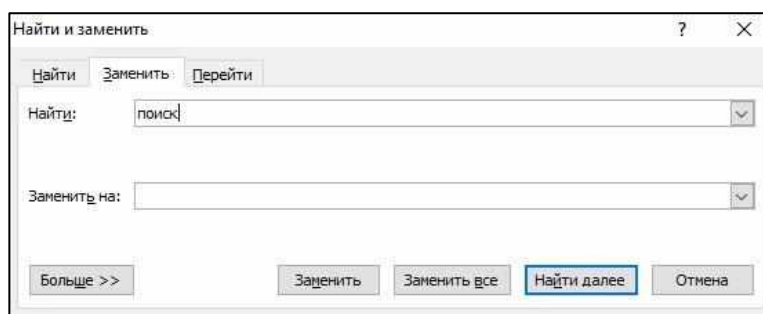 Найти и заменить ? ×
Найти Заменить Перейти
Найти: поиск
Заменить на:
Больше >> Заменить Заменить все Найти далее Отмена